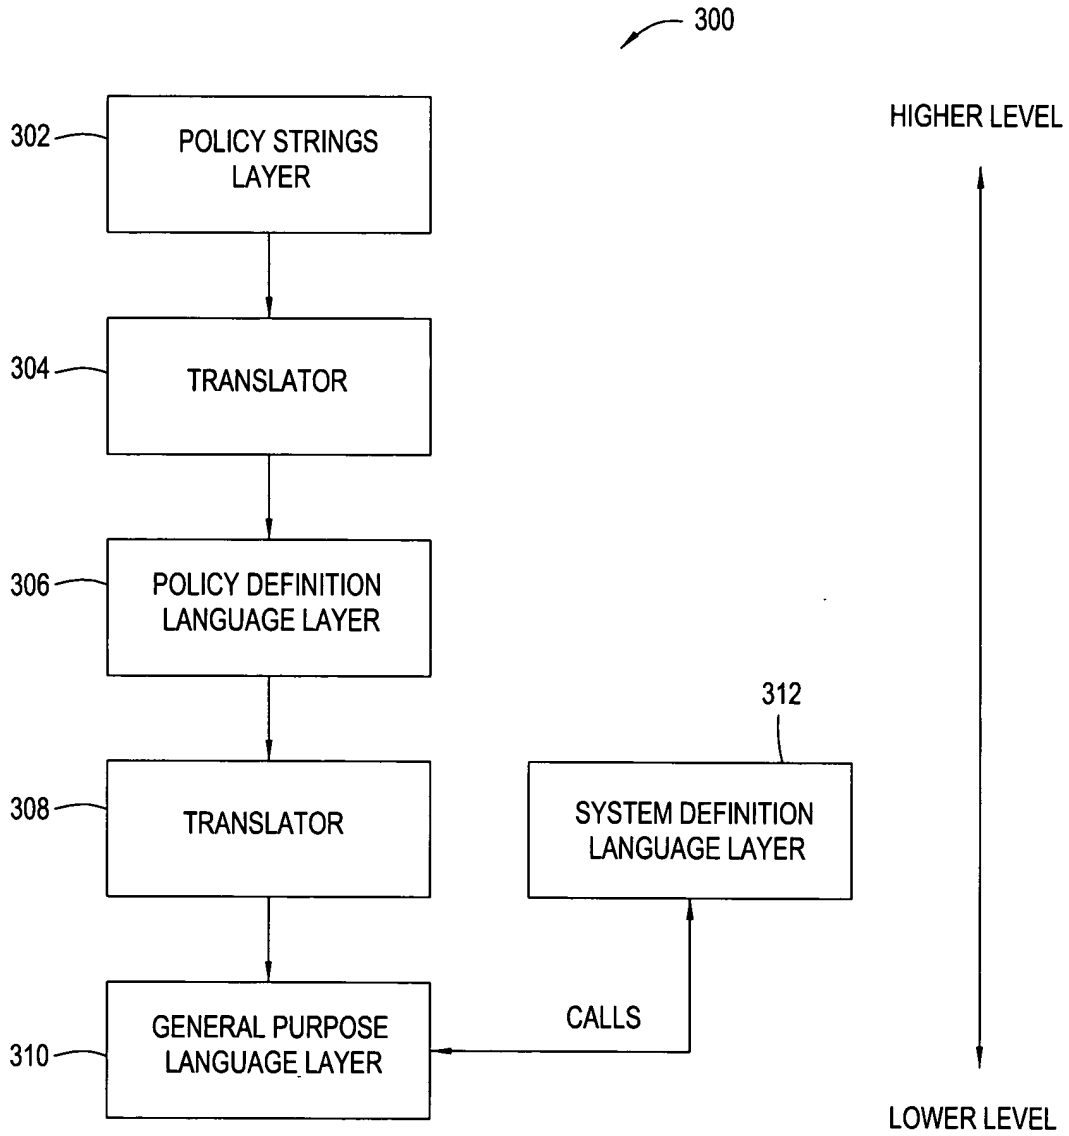 300
HIGHER LEVEL
302
POLICY STRINGS
LAYER
304
TRANSLATOR
306
POLICY DEFINITION
LANGUAGE LAYER
312
308
TRANSLATOR
SYSTEM DEFINITION
LANGUAGE LAYER
310
GENERAL PURPOSE
LANGUAGE LAYER
CALLS
LOWER LEVEL